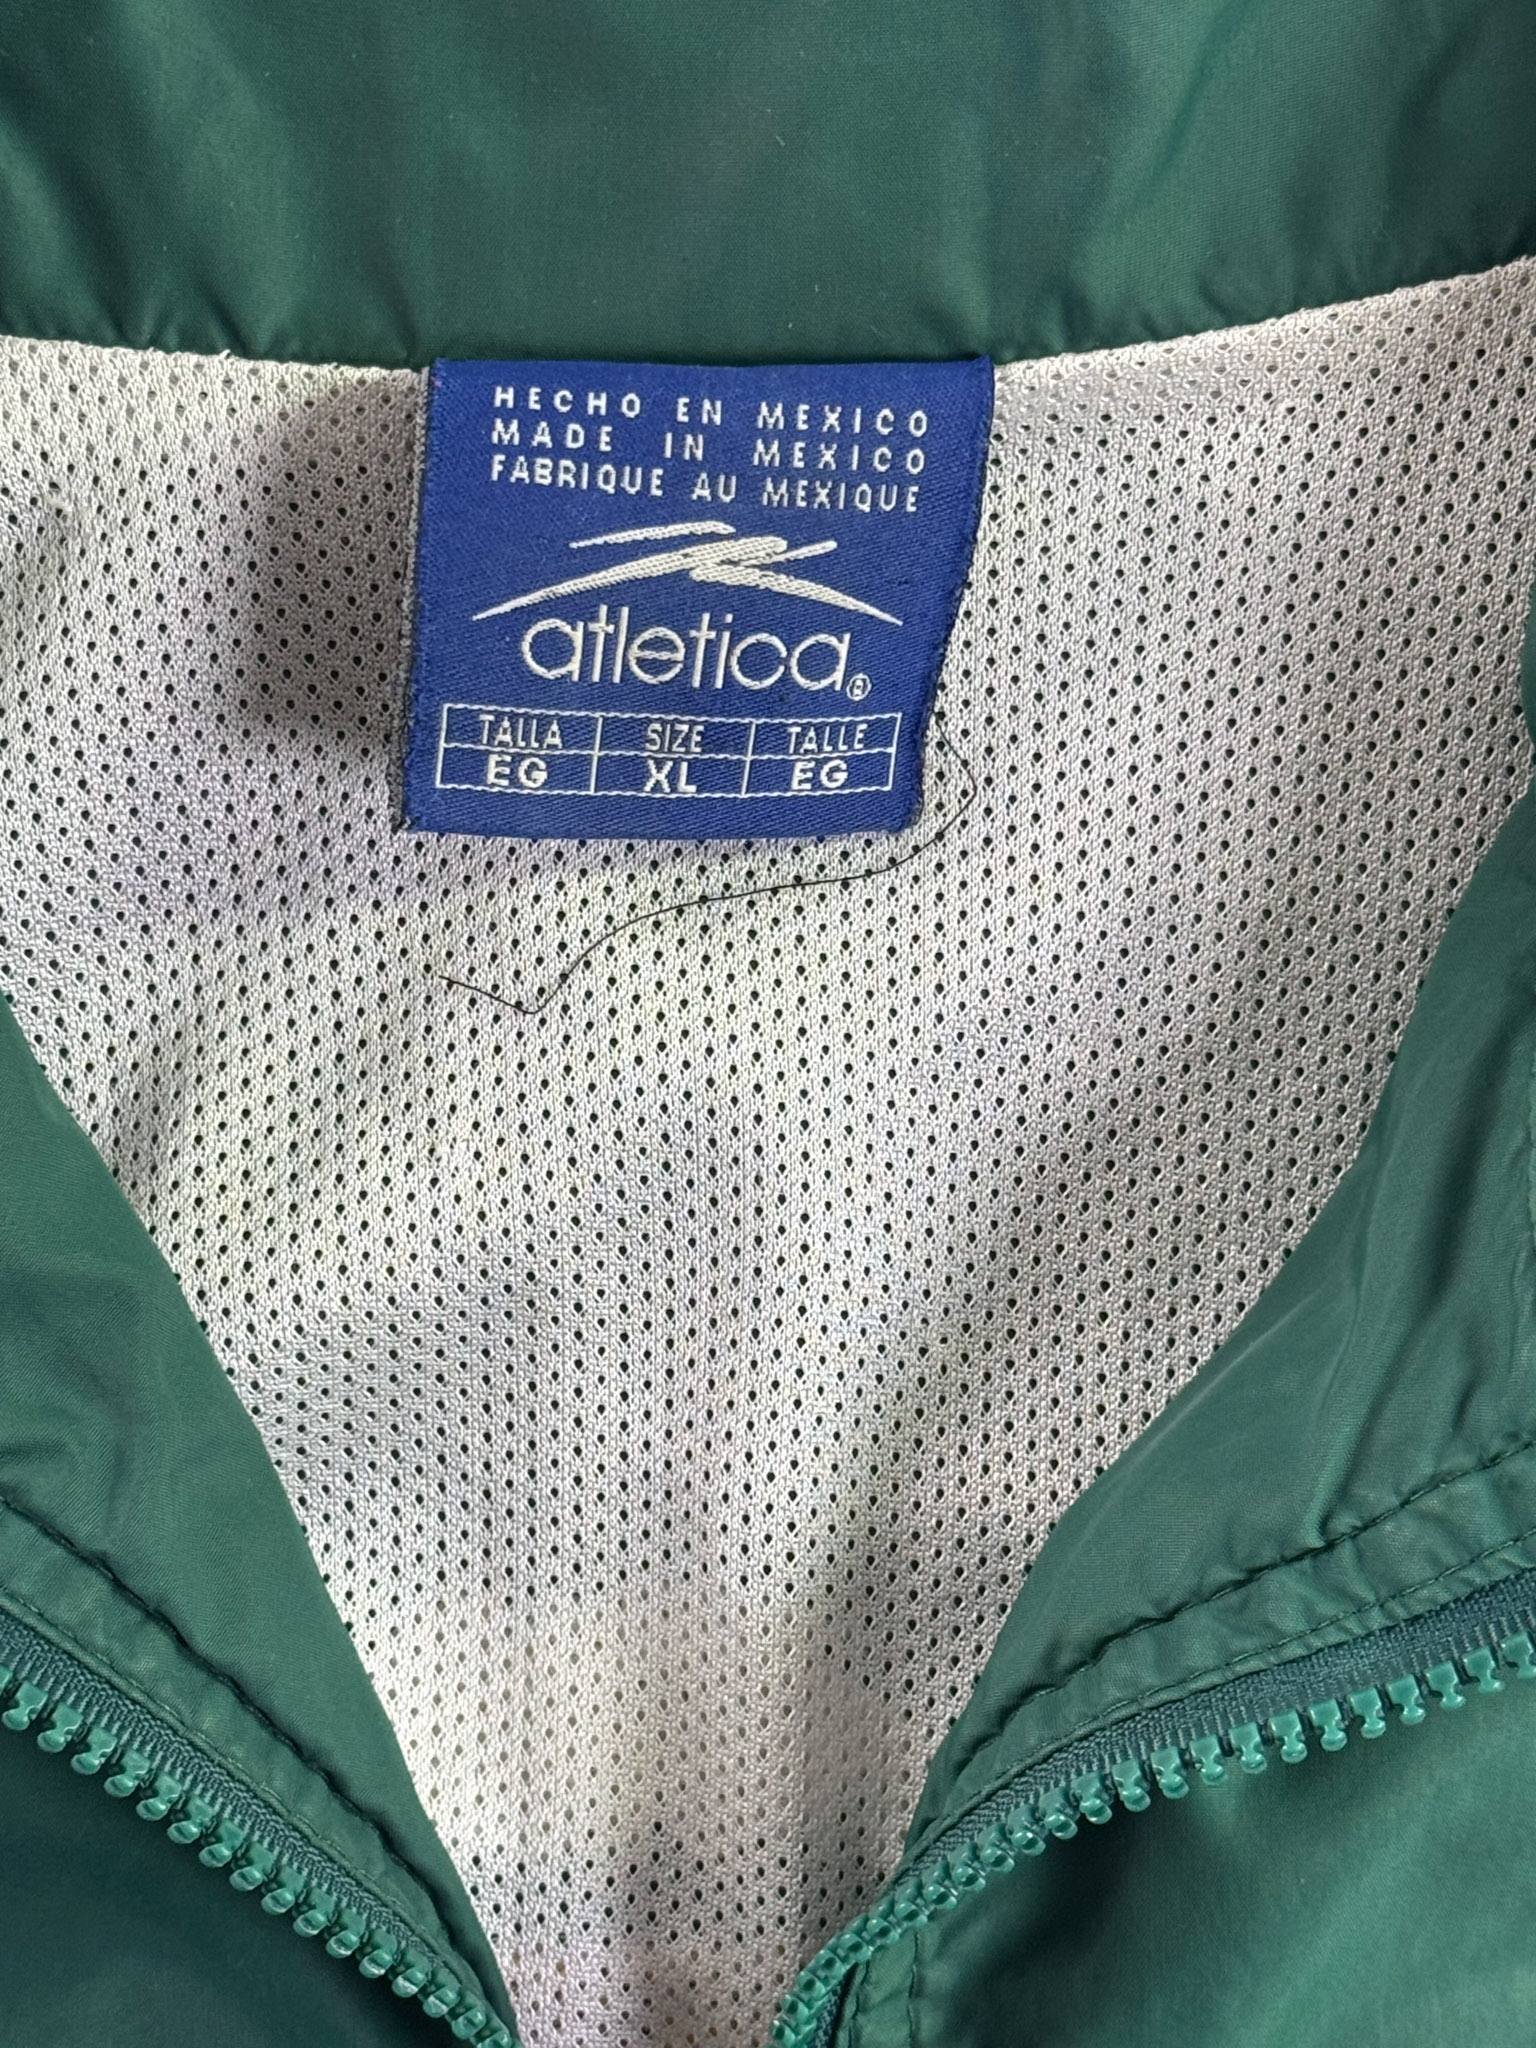 HECHO EN MEXICO
MADE IN MEXICO
FABRIQUE AU MEXIQUE
atletica®
TALLA SIZE TALLE
EG XL EG